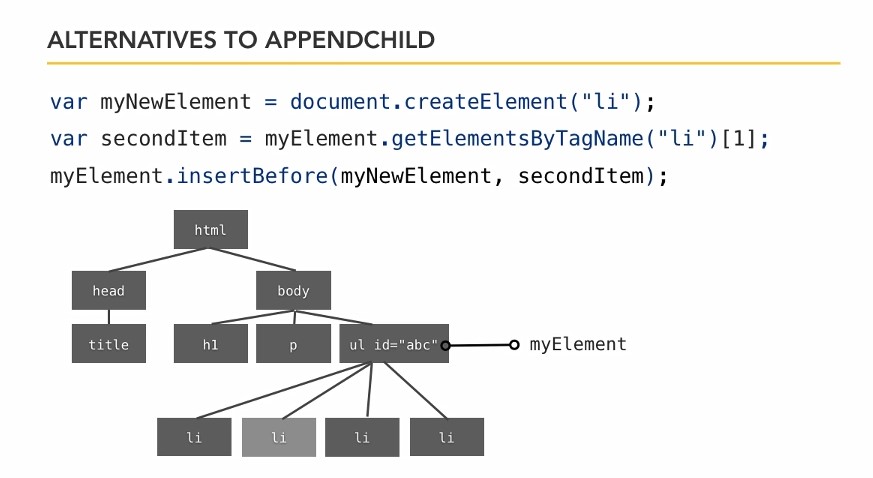 ALTERNATIVES TO APPENDCHILD
var myNewElement = document.createElement("li");
var secondItem = myElement.getElementsByTagName("li")[1];
myElement.insertBefore(myNewElement, secondItem);
html
head
body
title
h1
p
ul id="abc"
myElement
li
li
li
li